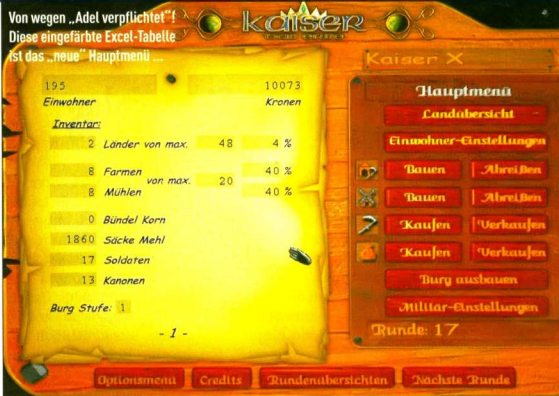 Von wegen „Adel verpflichtet“!
Diese eingefärbte Excel-Tabelle
ist das „neue“ Hauptmenü ...
kaiser
Kaiser X
195
10073
Einwohner
Kronen
Inventar:
2 Länder von max. 48 4 %
8 Farmen 40 %
von max. 20
8 Mühlen 40 %
0 Bündel Korn
1860 Säcke Mehl
17 Soldaten
13 Kanonen
Burg Stufe: 1
- 1 -
Hauptmenü
Landübersicht
Einwohner-Einstellungen
Bauen Abreißen
Bauen Abreißen
Kaufen Verkaufen
Kaufen Verkaufen
Burg ausbauen
Militär-Einstellungen
Runde: 17
Optionsmenü Credits Rundenübersichten Nächste Runde